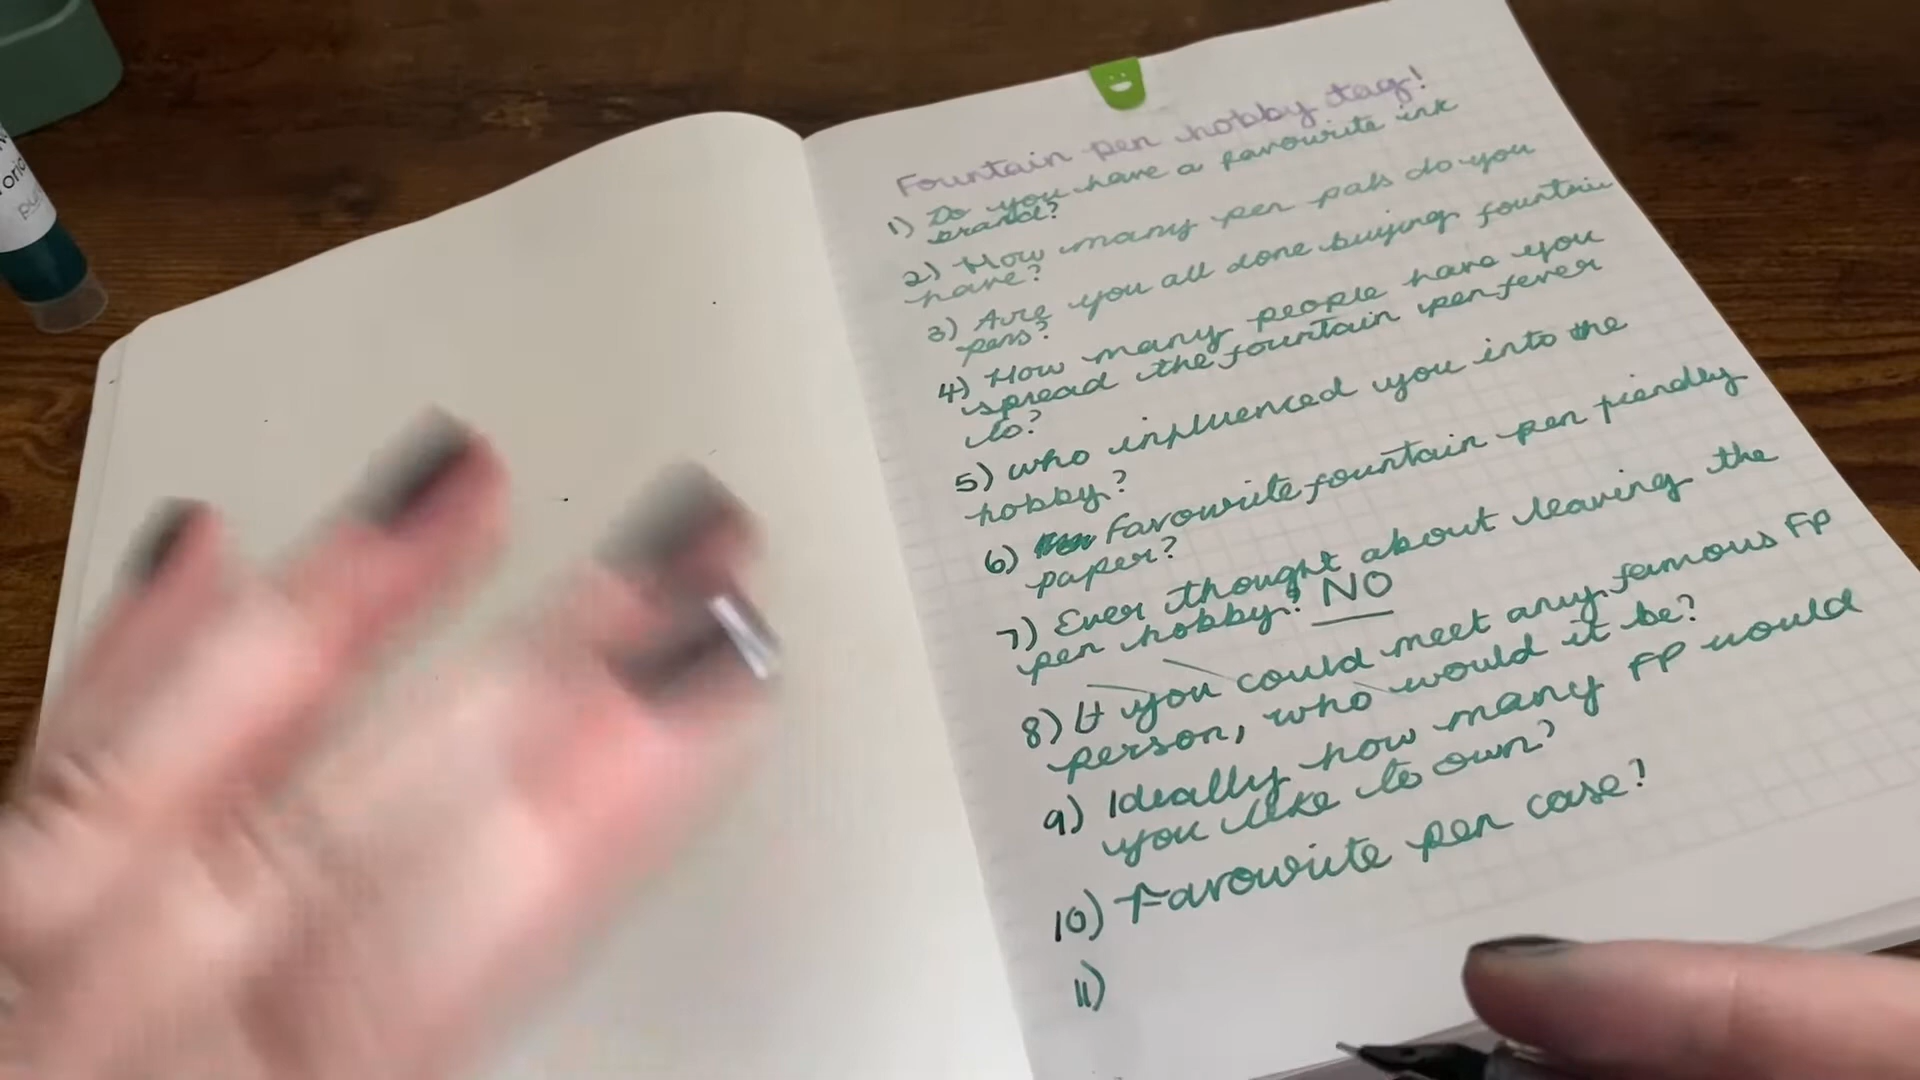 Fountain pen hobby tag!
1) Do you have a favourite ink
brand?
2) How many pen pals do you
have?
3) Are you all done buying fountain
pens?
4) How many people have you
spread the fountain pen fever
to?
5) who influenced you into the
hobby?
6) Favourite fountain pen friendly
paper?
7) Ever thought about leaving the
pen hobby? NO
8) If you could meet any famous FP
person, who would it be?
9) Ideally how many FP would
you like to own?
10) Favourite pen case?
11)